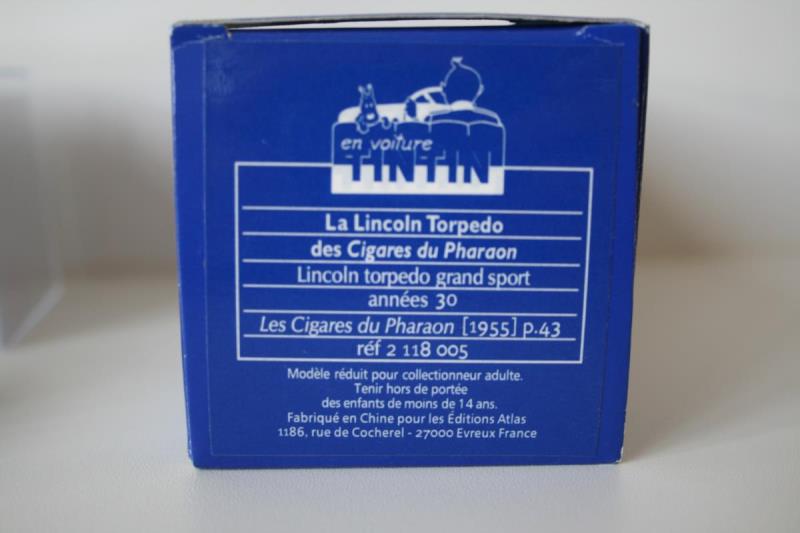 en voiture
TINTIN
La Lincoln Torpedo
des Cigares du Pharaon
Lincoln torpedo grand sport
années 30
Les Cigares du Pharaon [1955] p.43
réf 2 118 005
Modèle réduit pour collectionneur adulte.
Tenir hors de portée
des enfants de moins de 14 ans.
Fabriqué en Chine pour les Éditions Atlas
1186, rue de Cocherel - 27000 Evreux France